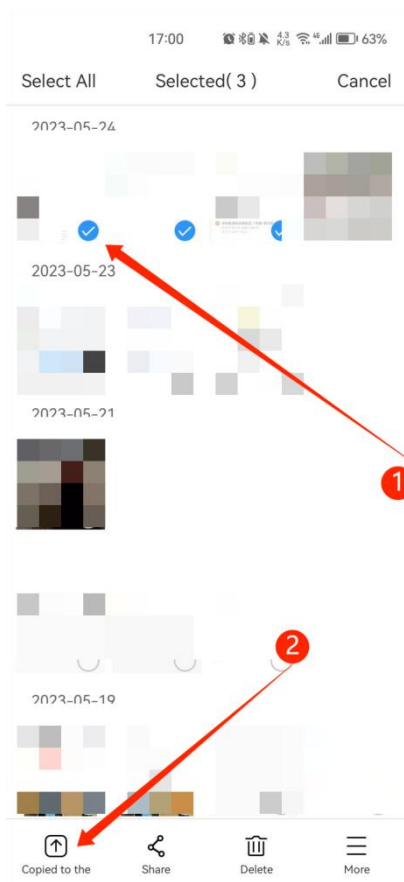 17:00 4.3 K/s 46 63%
Select All Selected( 3 ) Cancel
2023-05-24
2023-05-23
2023-05-21
2023-05-19
1
2
Copied to the Share Delete More